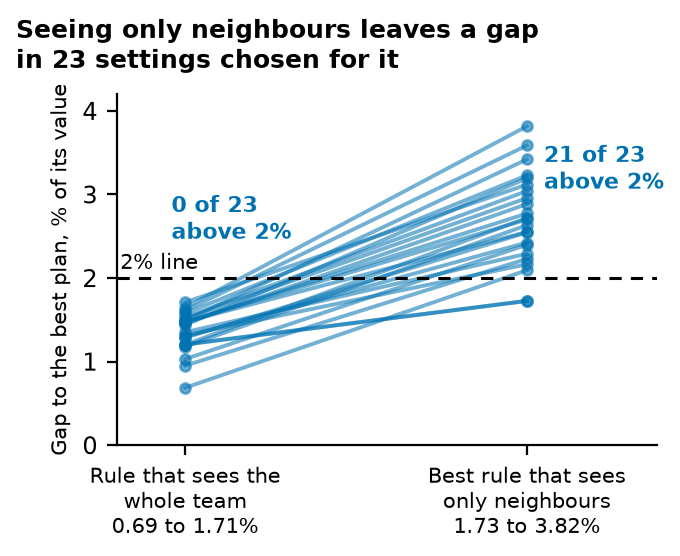 Seeing only neighbours leaves a gap
in 23 settings chosen for it
Gap to the best plan, % of its value
4
3
2
1
0
0 of 23
above 2%
21 of 23
above 2%
2% line
Rule that sees the
whole team
0.69 to 1.71%
Best rule that sees
only neighbours
1.73 to 3.82%